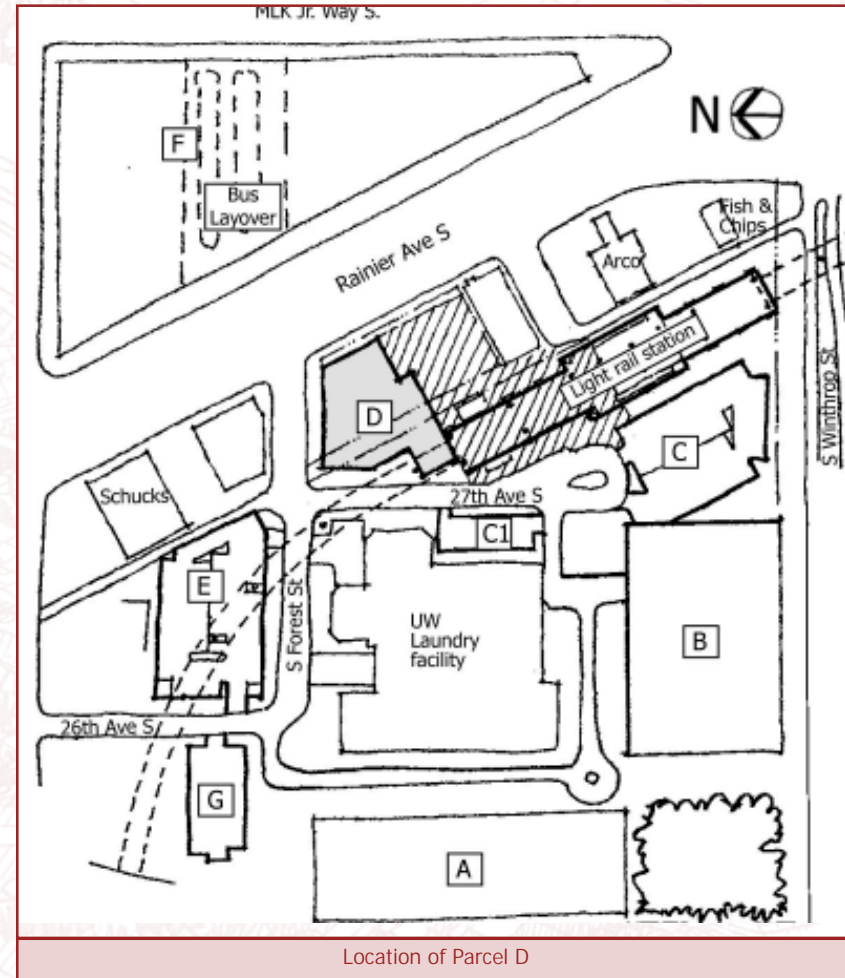 MLK Jr. Way S.
N
F
Bus
Layover
Rainier Ave S
Fish &
Chips
Arco
Light rail station
S Winthrop St
D
C
Schucks
27th Ave S
C1
E
S Forest St
UW
Laundry
facility
B
26th Ave S
G
A
Location of Parcel D